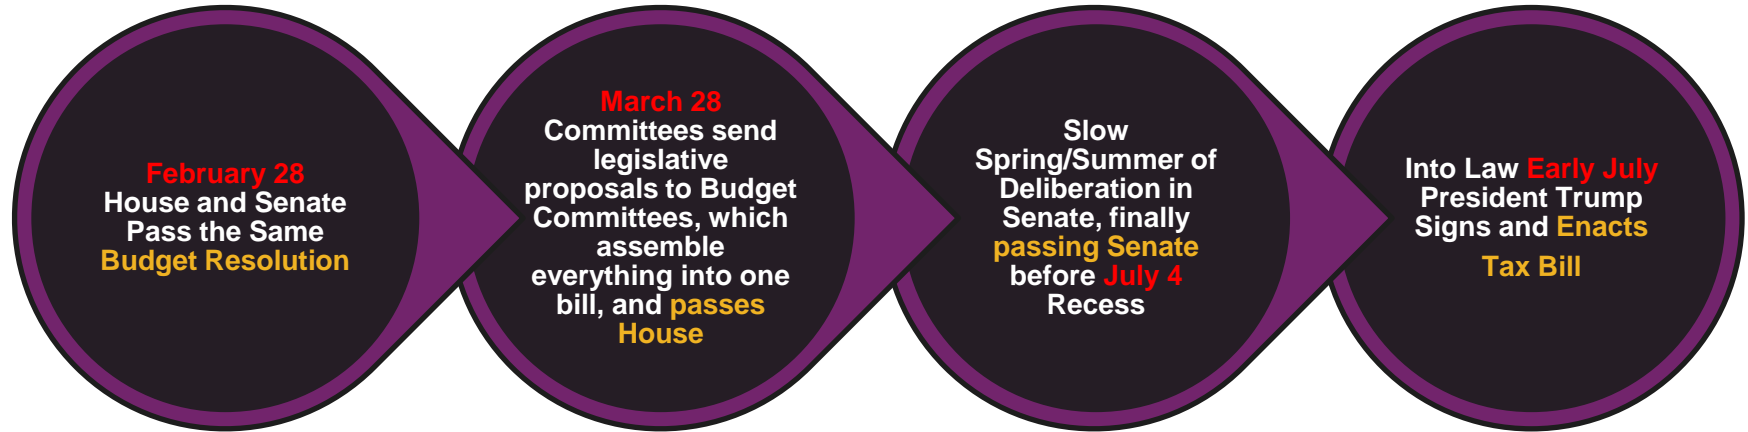 February 28
House and Senate
Pass the Same
Budget Resolution
March 28
Committees send
legislative
proposals to Budget
Committees, which
assemble
everything into one
bill, and passes
House
Slow
Spring/Summer of
Deliberation in
Senate, finally
passing Senate
before July 4
Recess
Into Law Early July
President Trump
Signs and Enacts
Tax Bill